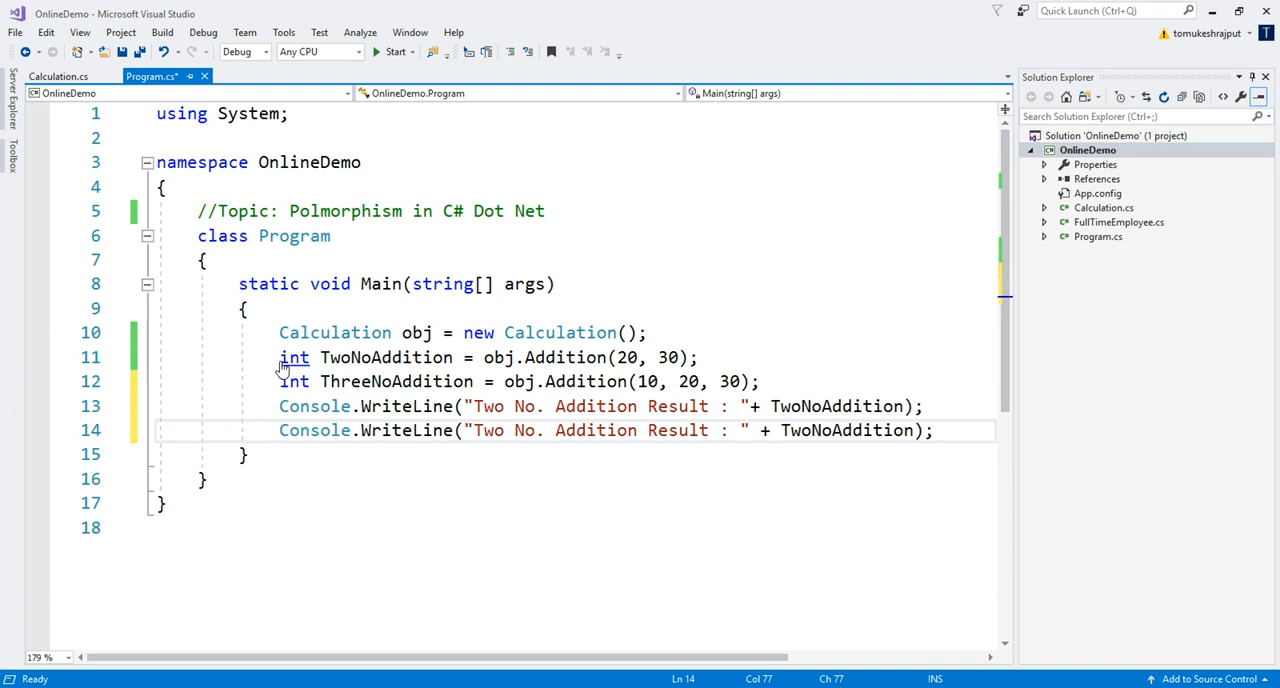 OnlineDemo - Microsoft Visual Studio
Quick Launch (Ctrl+Q)
File Edit View Project Build Debug Team Tools Test Analyze Window Help
tomukeshrajput T
Debug Any CPU Start
Server Explorer
Toolbox
Calculation.cs Program.cs*
OnlineDemo OnlineDemo.Program Main(string[] args)
1 using System;
2
3 namespace OnlineDemo
4 {
5 //Topic: Polmorphism in C# Dot Net
6 class Program
7 {
8 static void Main(string[] args)
9 {
10 Calculation obj = new Calculation();
11 int TwoNoAddition = obj.Addition(20, 30);
12 int ThreeNoAddition = obj.Addition(10, 20, 30);
13 Console.WriteLine("Two No. Addition Result : "+ TwoNoAddition);
14 Console.WriteLine("Two No. Addition Result : " + TwoNoAddition);
15 }
16 }
17 }
18
179 %
Solution Explorer
Search Solution Explorer (Ctrl+;)
Solution 'OnlineDemo' (1 project)
C# OnlineDemo
Properties
References
App.config
C# Calculation.cs
C# FullTimeEmployee.cs
C# Program.cs
Ready Ln 14 Col 77 Ch 77 INS Add to Source Control